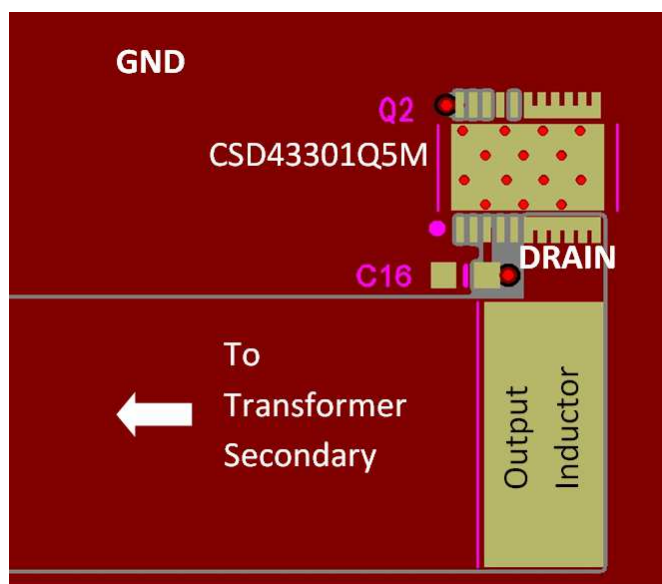 GND
Q2
CSD43301Q5M
DRAIN
C16
To
Transformer
Secondary
Output
Inductor